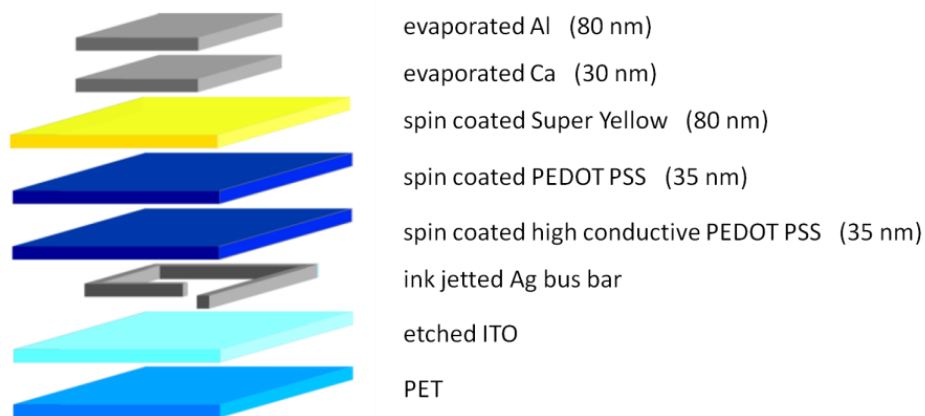 evaporated Al (80 nm)
evaporated Ca (30 nm)
spin coated Super Yellow (80 nm)
spin coated PEDOT PSS (35 nm)
spin coated high conductive PEDOT PSS (35 nm)
ink jetted Ag bus bar
etched ITO
PET